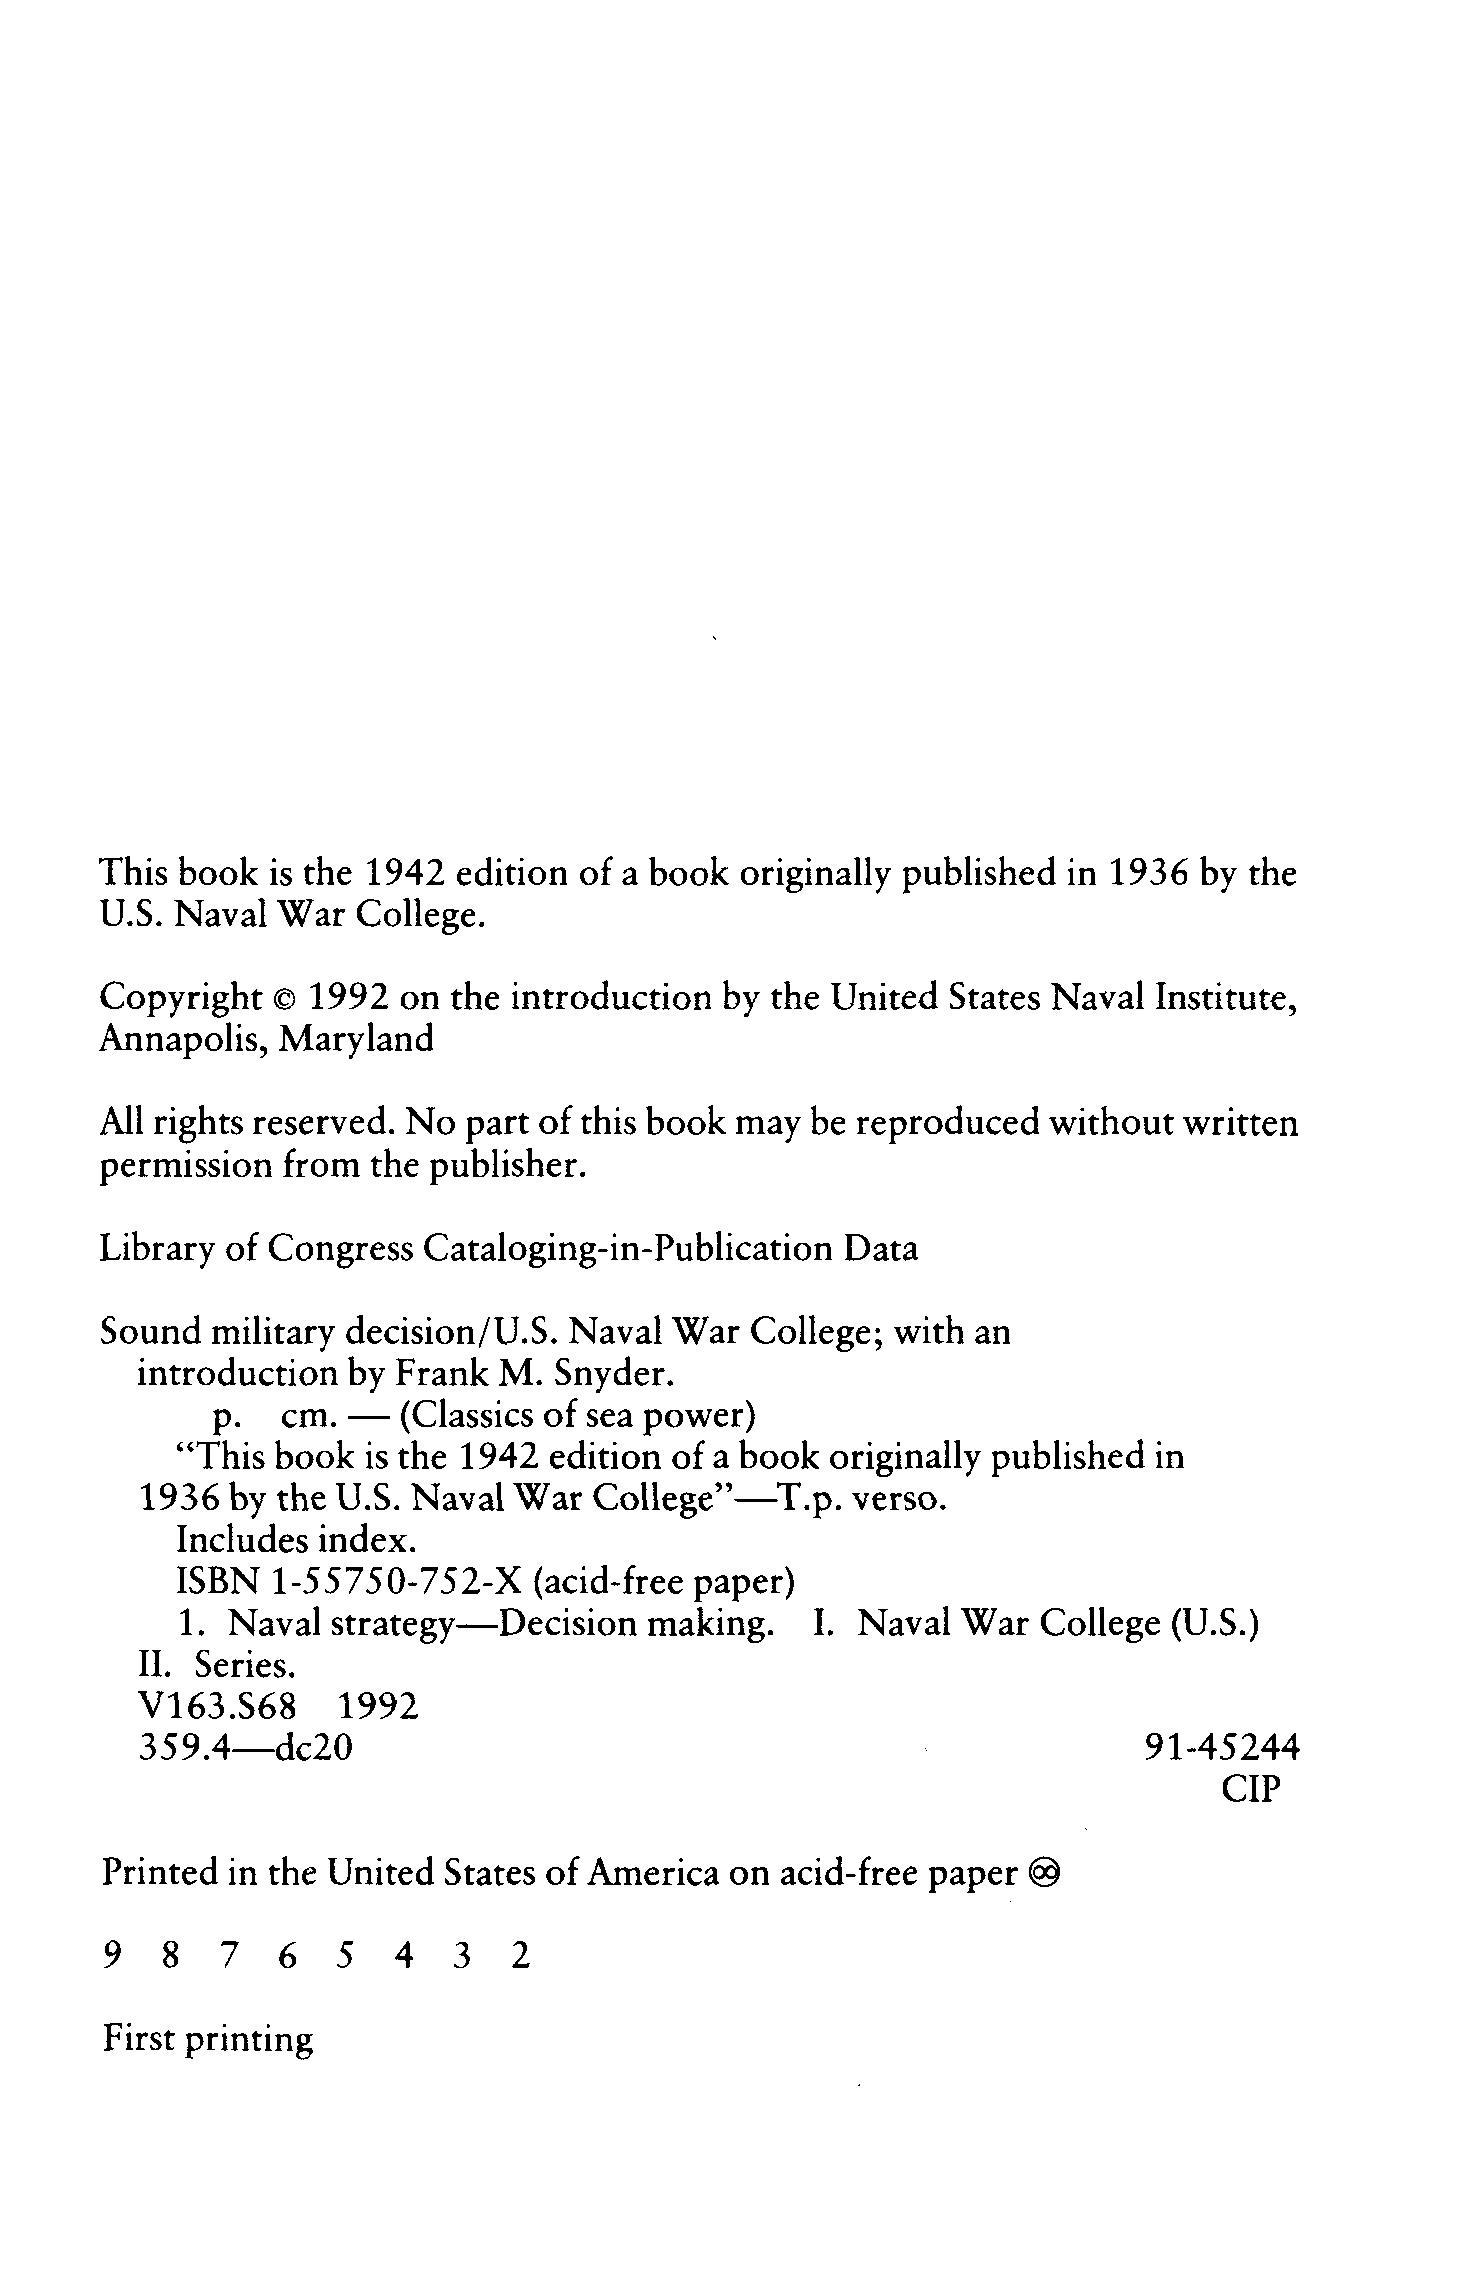 This book is the 1942 edition of a book originally published in 1936 by the
U.S. Naval War College.
Copyright © 1992 on the introduction by the United States Naval Institute,
Annapolis, Maryland
All rights reserved. No part of this book may be reproduced without written
permission from the publisher.
Library of Congress Cataloging-in-Publication Data
Sound military decision/U.S. Naval War College; with an
introduction by Frank M. Snyder.
p. cm. — (Classics of sea power)
“This book is the 1942 edition of a book originally published in
1936 by the U.S. Naval War College”—T.p. verso.
Includes index.
ISBN 1-55750-752-X (acid-free paper)
1. Naval strategy—Decision making. I. Naval War College (U.S.)
II. Series.
V163.S68 1992
359.4—dc20 91-45244
CIP
Printed in the United States of America on acid-free paper ♾
9 8 7 6 5 4 3 2
First printing